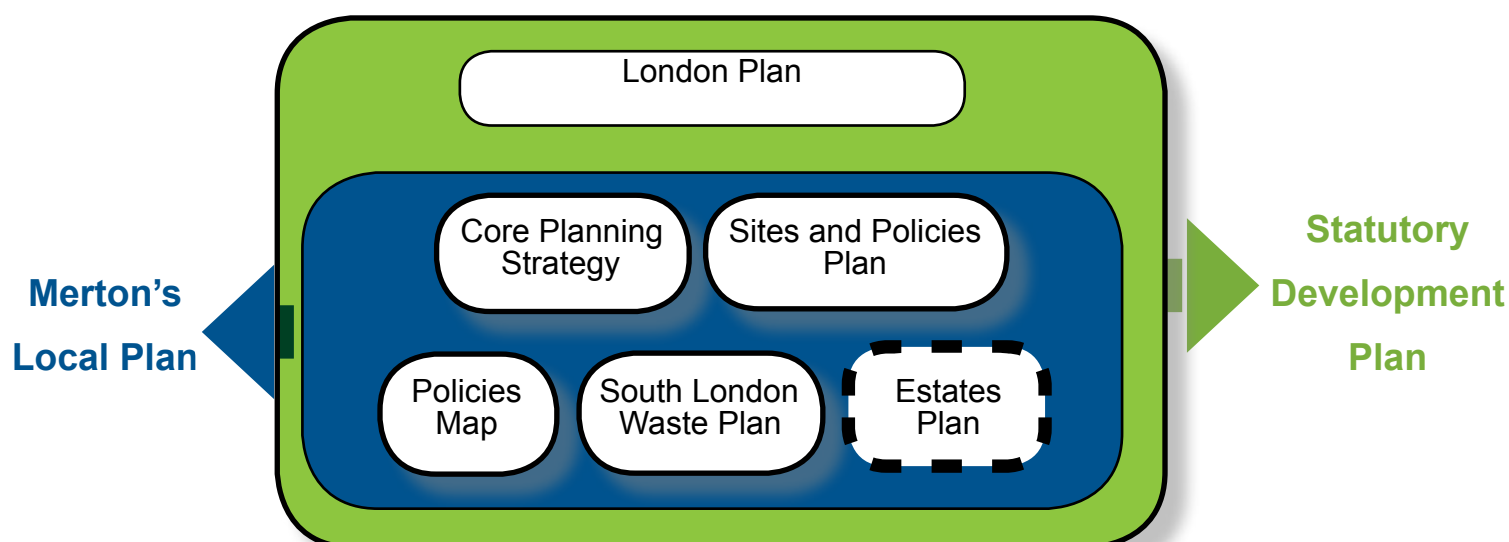 London Plan
Core Planning
Strategy
Sites and Policies
Plan
Policies
Map
South London
Waste Plan
Estates
Plan
Merton’s
Local Plan
Statutory
Development
Plan